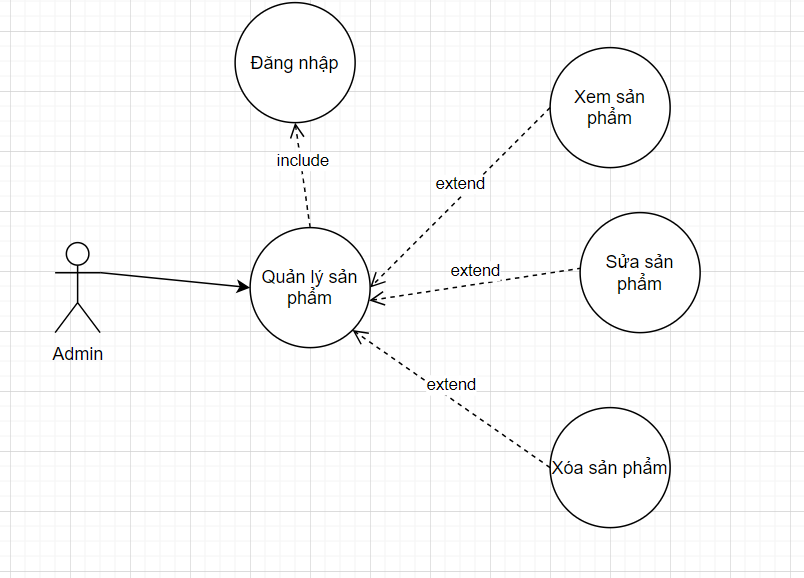 Đăng nhập
Xem sản
phẩm
include
extend
Quản lý sản
phẩm
extend
Sửa sản
phẩm
Admin
extend
Xóa sản phẩm